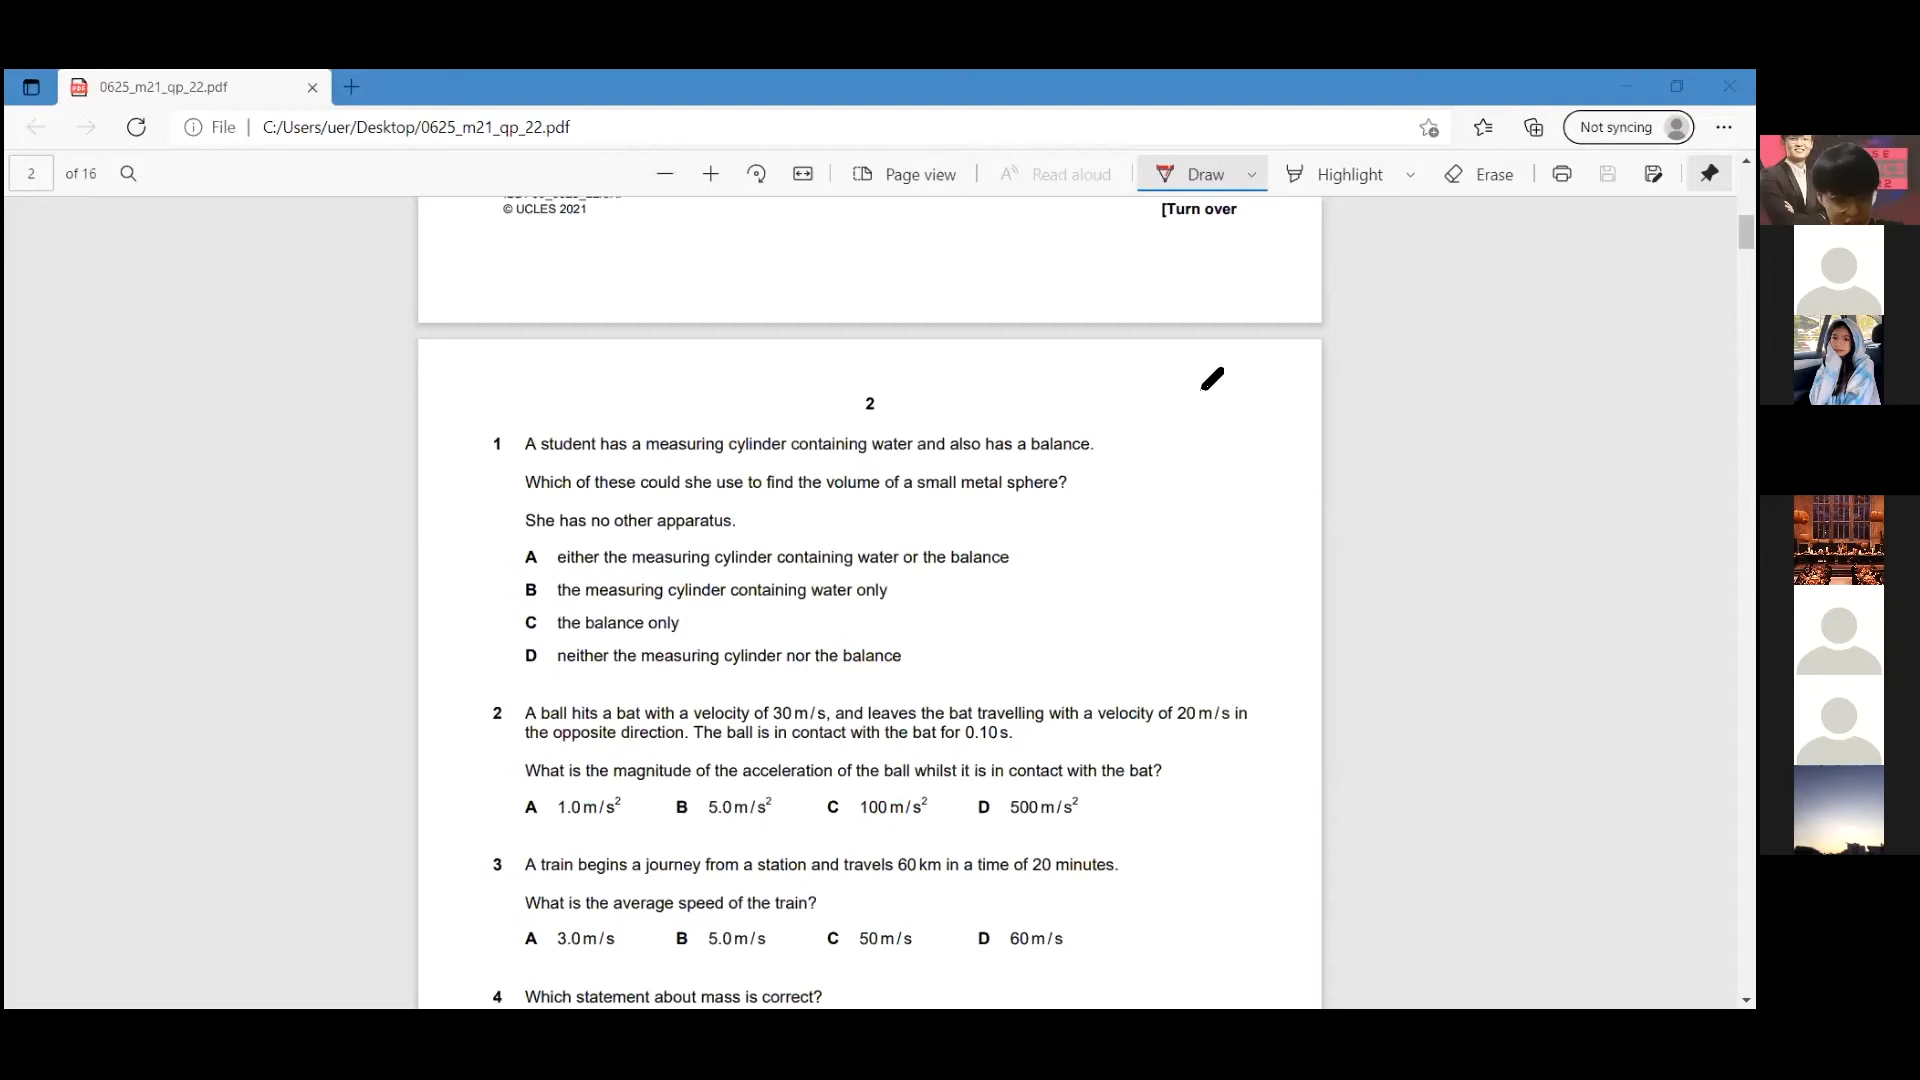 0625_m21_qp_22.pdf
File
C:/Users/uer/Desktop/0625_m21_qp_22.pdf
Not syncing
2 of 16
Page view
Read aloud
Draw
Highlight
Erase
© UCLES 2021
[Turn over
2
1 A student has a measuring cylinder containing water and also has a balance.
Which of these could she use to find the volume of a small metal sphere?
She has no other apparatus.
A either the measuring cylinder containing water or the balance
B the measuring cylinder containing water only
C the balance only
D neither the measuring cylinder nor the balance
2 A ball hits a bat with a velocity of 30 m/s, and leaves the bat travelling with a velocity of 20 m/s in
the opposite direction. The ball is in contact with the bat for 0.10 s.
What is the magnitude of the acceleration of the ball whilst it is in contact with the bat?
A 1.0 m/s² B 5.0 m/s² C 100 m/s² D 500 m/s²
3 A train begins a journey from a station and travels 60 km in a time of 20 minutes.
What is the average speed of the train?
A 3.0 m/s B 5.0 m/s C 50 m/s D 60 m/s
4 Which statement about mass is correct?